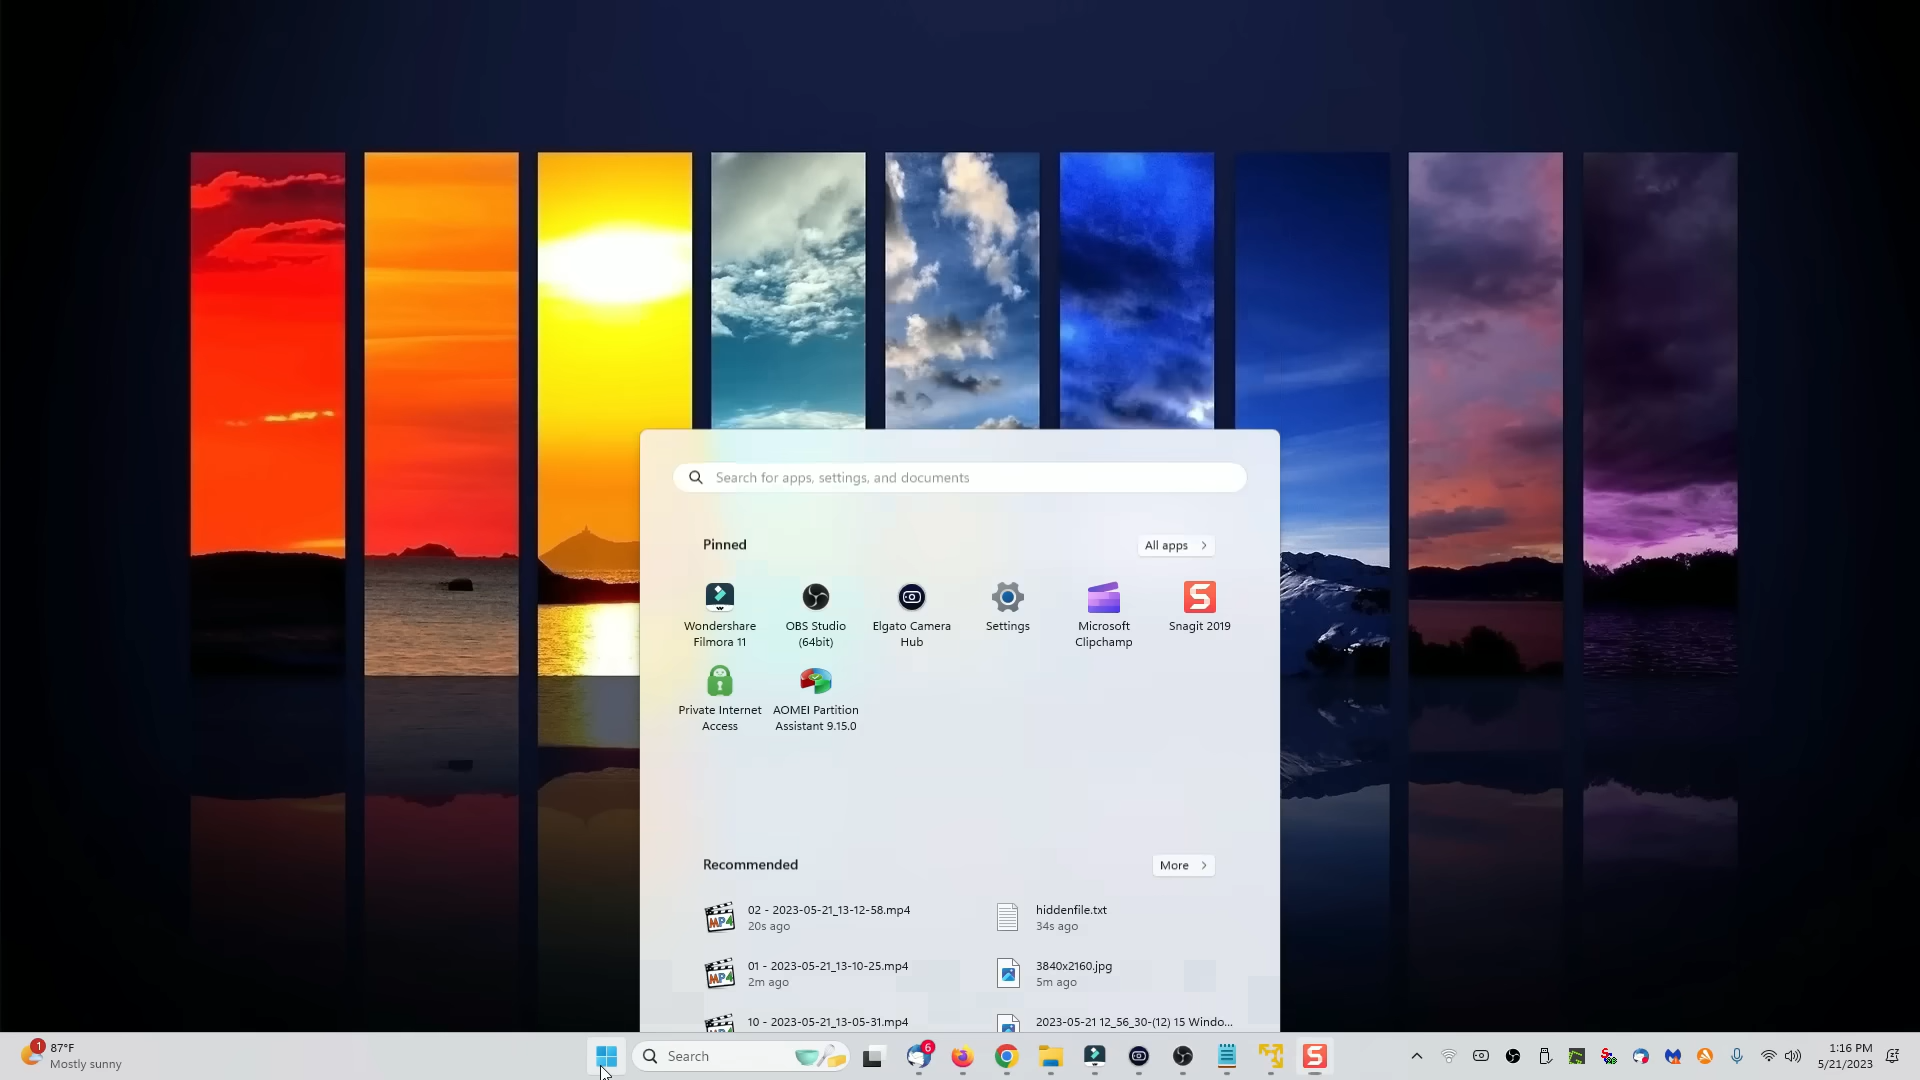 Search for apps, settings, and documents
Pinned
All apps
Wondershare
Filmora 11
OBS Studio
(64bit)
Elgato Camera
Hub
Settings
Microsoft
Clipchamp
Snagit 2019
Private Internet
Access
AOMEI Partition
Assistant 9.15.0
Recommended
More
02 - 2023-05-21_13-12-58.mp4
20s ago
hiddenfile.txt
34s ago
01 - 2023-05-21_13-10-25.mp4
2m ago
3840x2160.jpg
5m ago
10 - 2023-05-21_13-05-31.mp4
2023-05-21 12_56_30-(12) 15 Windo...
1
87°F
Mostly sunny
Search
6
1:16 PM
5/21/2023